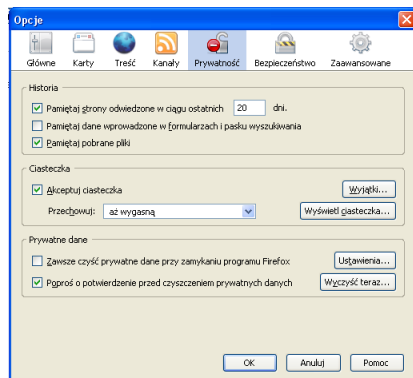 Opcje
Główne Karty Treść Kanały Prywatność Bezpieczeństwo Zaawansowane
Historia
Pamiętaj strony odwiedzone w ciągu ostatnich 20 dni.
Pamiętaj dane wprowadzone w formularzach i pasku wyszukiwania
Pamiętaj pobrane pliki
Ciasteczka
Akceptuj ciasteczka Wyjątki...
Przechowuj: aż wygasną Wyświetl ciasteczka...
Prywatne dane
Zawsze czyść prywatne dane przy zamykaniu programu Firefox Ustawienia...
Poproś o potwierdzenie przed czyszczeniem prywatnych danych Wyczyść teraz...
OK Anuluj Pomoc